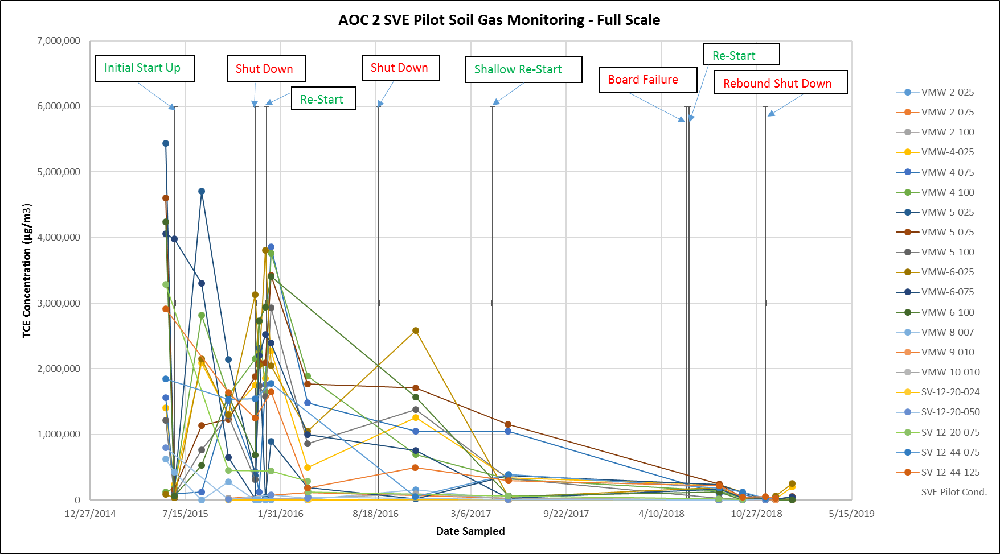 AOC 2 SVE Pilot Soil Gas Monitoring - Full Scale
7,000,000
6,000,000
5,000,000
4,000,000
3,000,000
2,000,000
1,000,000
0
TCE Concentration (µg/m3)
Initial Start Up
Shut Down
Re-Start
Shut Down
Shallow Re-Start
Board Failure
Re-Start
Rebound Shut Down
12/27/2014
7/15/2015
1/31/2016
8/18/2016
3/6/2017
9/22/2017
4/10/2018
10/27/2018
5/15/2019
Date Sampled
VMW-2-025
VMW-2-075
VMW-2-100
VMW-4-025
VMW-4-075
VMW-4-100
VMW-5-025
VMW-5-075
VMW-5-100
VMW-6-025
VMW-6-075
VMW-6-100
VMW-8-007
VMW-9-010
VMW-10-010
SV-12-20-024
SV-12-20-050
SV-12-20-075
SV-12-44-075
SV-12-44-125
SVE Pilot Cond.